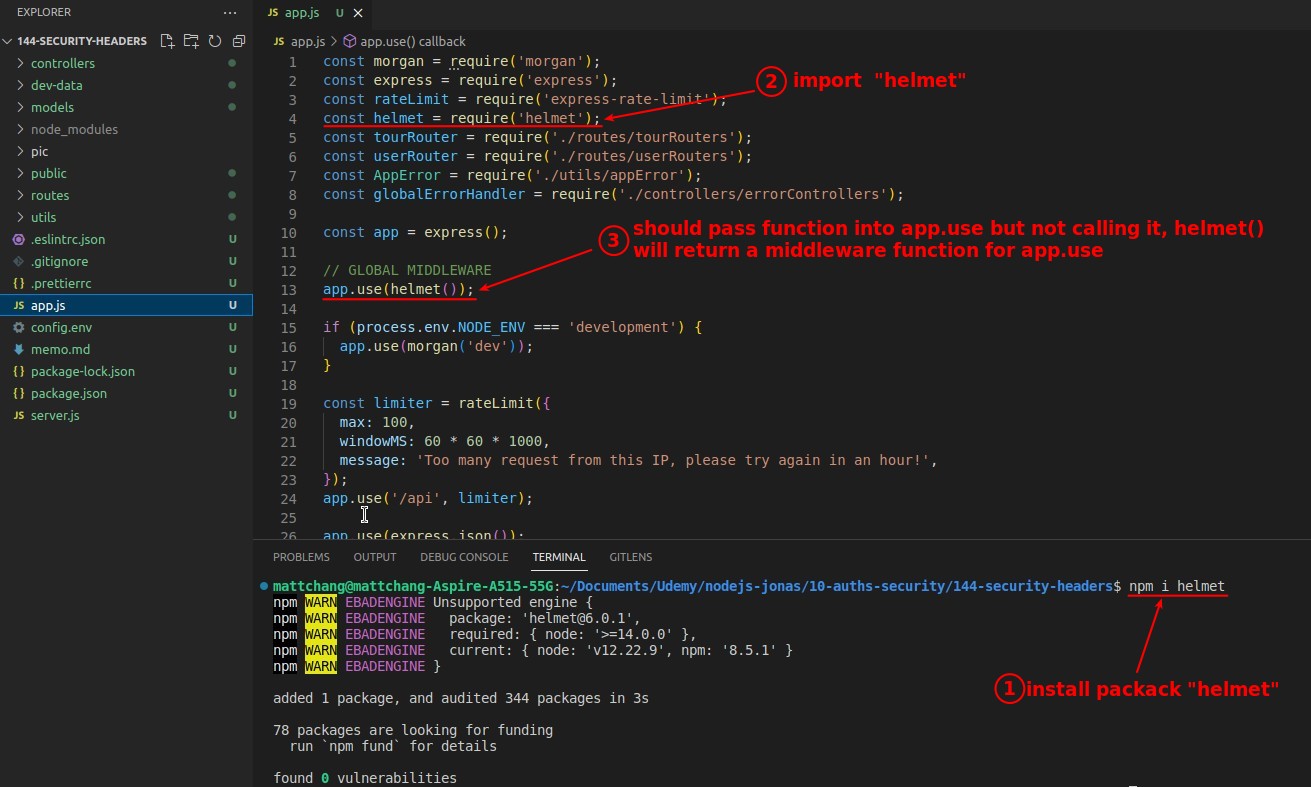 EXPLORER
···
144-SECURITY-HEADERS
controllers
dev-data
models
node_modules
pic
public
routes
utils
.eslintrc.json U
.gitignore U
{} .prettierrc U
JS app.js U
config.env U
memo.md U
{} package-lock.json U
{} package.json U
JS server.js U
JS app.js U ×
JS app.js > app.use() callback
1 const morgan = require('morgan');
2 const express = require('express');
3 const rateLimit = require('express-rate-limit');
4 const helmet = require('helmet');
5 const tourRouter = require('./routes/tourRouters');
6 const userRouter = require('./routes/userRouters');
7 const AppError = require('./utils/appError');
8 const globalErrorHandler = require('./controllers/errorControllers');
9
10 const app = express();
11
12 // GLOBAL MIDDLEWARE
13 app.use(helmet());
14
15 if (process.env.NODE_ENV === 'development') {
16   app.use(morgan('dev'));
17 }
18
19 const limiter = rateLimit({
20   max: 100,
21   windowMS: 60 * 60 * 1000,
22   message: 'Too many request from this IP, please try again in an hour!',
23 });
24 app.use('/api', limiter);
25
26 app.use(express.json());
② import "helmet"
③ should pass function into app.use but not calling it, helmet()
will return a middleware function for app.use
PROBLEMS OUTPUT DEBUG CONSOLE TERMINAL GITLENS
mattchang@mattchang-Aspire-A515-55G:~/Documents/Udemy/nodejs-jonas/10-auths-security/144-security-headers$ npm i helmet
npm WARN EBADENGINE Unsupported engine {
npm WARN EBADENGINE   package: 'helmet@6.0.1',
npm WARN EBADENGINE   required: { node: '>=14.0.0' },
npm WARN EBADENGINE   current: { node: 'v12.22.9', npm: '8.5.1' }
npm WARN EBADENGINE }
added 1 package, and audited 344 packages in 3s
78 packages are looking for funding
  run `npm fund` for details
found 0 vulnerabilities
① install packack "helmet"